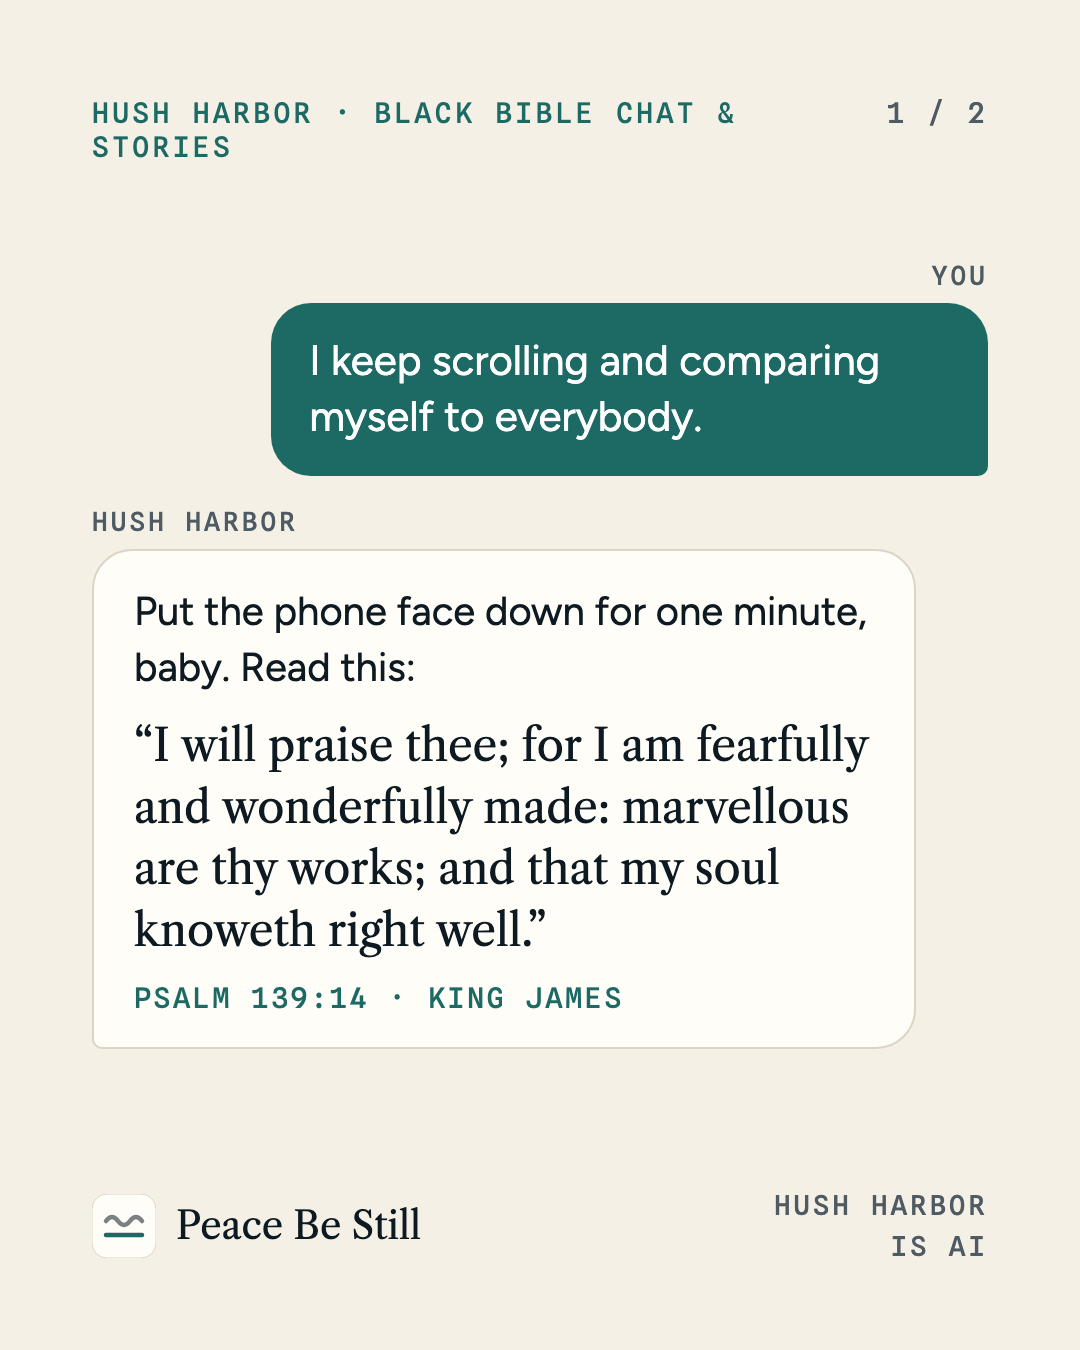 HUSH HARBOR · BLACK BIBLE CHAT &
STORIES
1 / 2
YOU
I keep scrolling and comparing
myself to everybody.
HUSH HARBOR
Put the phone face down for one minute,
baby. Read this:
“I will praise thee; for I am fearfully
and wonderfully made: marvellous
are thy works; and that my soul
knoweth right well.”
PSALM 139:14 · KING JAMES
Peace Be Still
HUSH HARBOR
IS AI